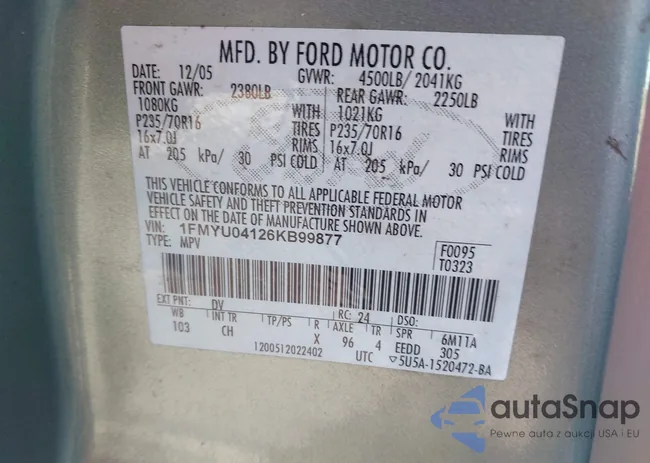 MFD. BY FORD MOTOR CO.
DATE: 12/05 GVWR: 4500LB/ 2041KG
FRONT GAWR: 2380LB REAR GAWR: 2250LB
1080KG WITH 1021KG WITH
P235/70R16 TIRES P235/70R16 TIRES
16x7.0J RIMS 16x7.0J RIMS
AT 205 kPa/ 30 PSI COLD AT 205 kPa/ 30 PSI COLD
THIS VEHICLE CONFORMS TO ALL APPLICABLE FEDERAL MOTOR
VEHICLE SAFETY AND THEFT PREVENTION STANDARDS IN
EFFECT ON THE DATE OF MANUFACTURE SHOWN ABOVE.
VIN: 1FMYU04126KB99877
TYPE: MPV
F0095
T0323
EXT PNT: DV RC: 24 DSO:
WB INT TR TP/PS R AXLE TR SPR 6M11A
103 CH X 96 4 EEDD 305
1200512022402 UTC ▽5U5A-1520472-BA
autaSnap
Pewne auta z aukcji USA i EU